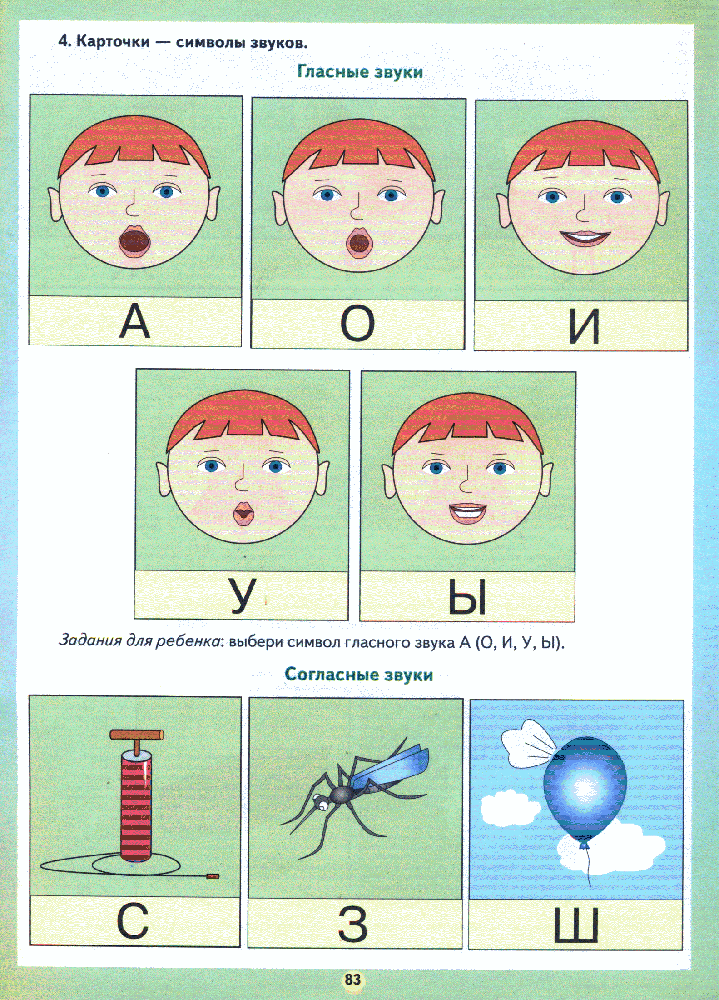 4. Карточки — символы звуков.
Гласные звуки
А
О
И
У
Ы
Задания для ребенка: выбери символ гласного звука А (О, И, У, Ы).
Согласные звуки
С
З
Ш
83